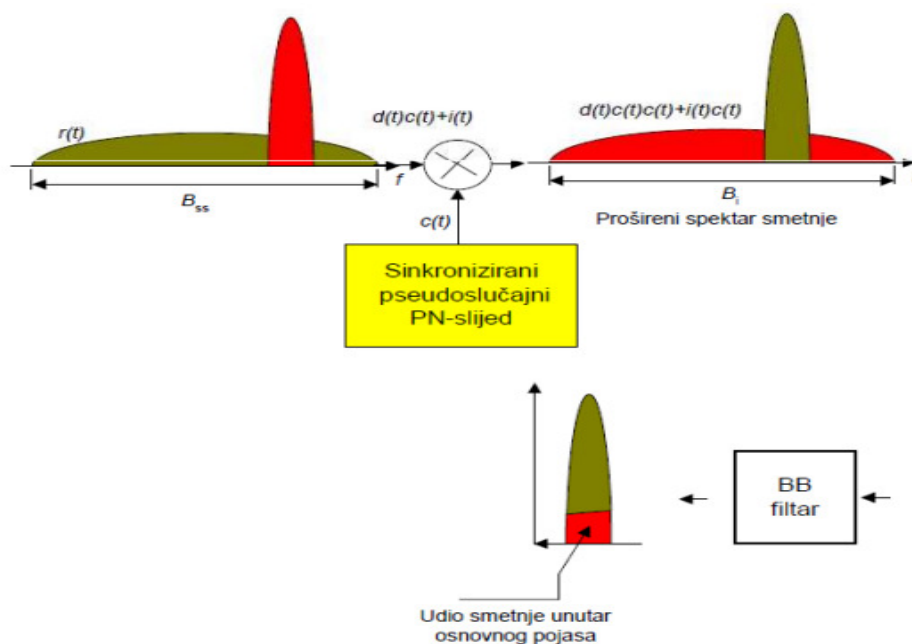 r(t)
d(t)c(t)+i(t)
d(t)c(t)c(t)+i(t)c(t)
f
B_ss
B_i
Prošireni spektar smetnje
c(t)
Sinkronizirani
pseudoslučajni
PN-slijed
BB
filtar
Udio smetnje unutar
osnovnog pojasa